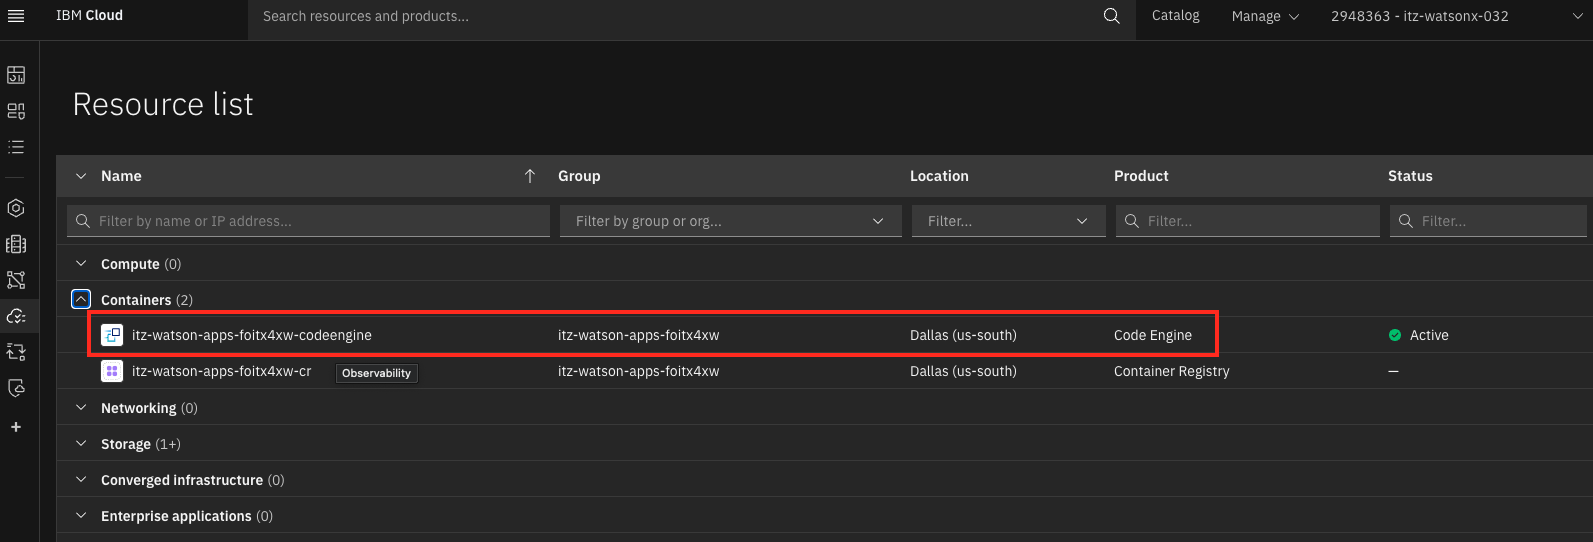 IBM Cloud
Search resources and products...
Catalog
Manage
2948363 - itz-watsonx-032
Resource list
Name
Group
Location
Product
Status
Filter by name or IP address...
Filter by group or org...
Filter...
Filter...
Filter...
Compute (0)
Containers (2)
itz-watson-apps-foitx4xw-codeengine
itz-watson-apps-foitx4xw
Dallas (us-south)
Code Engine
Active
itz-watson-apps-foitx4xw-cr
Observability
itz-watson-apps-foitx4xw
Dallas (us-south)
Container Registry
—
Networking (0)
Storage (1+)
Converged infrastructure (0)
Enterprise applications (0)